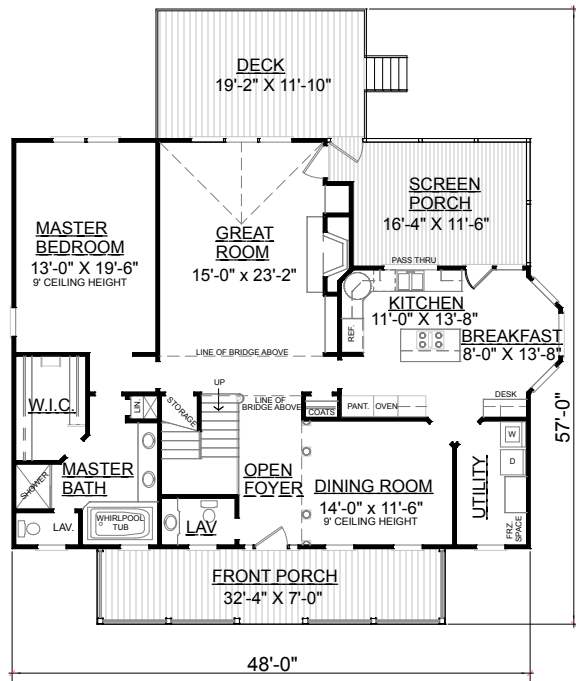 DECK
19'-2" X 11'-10"
SCREEN
PORCH
16'-4" X 11'-6"
MASTER
BEDROOM
13'-0" X 19'-6"
9' CEILING HEIGHT
GREAT
ROOM
15'-0" x 23'-2"
PASS THRU
KITCHEN
11'-0" X 13'-8"
REF.
BREAKFAST
8'-0" X 13'-8"
LINE OF BRIDGE ABOVE
UP
LINE OF
BRIDGE ABOVE
W.I.C.
LIN.
STORAGE
COATS
PANT.
OVEN
DESK
57'-0"
W
D
UTILITY
FRZ.
SPACE
MASTER
BATH
SHOWER
LAV.
WHIRLPOOL
TUB
OPEN
FOYER
LAV
DINING ROOM
14'-0" x 11'-6"
9' CEILING HEIGHT
FRONT PORCH
32'-4" X 7'-0"
48'-0"